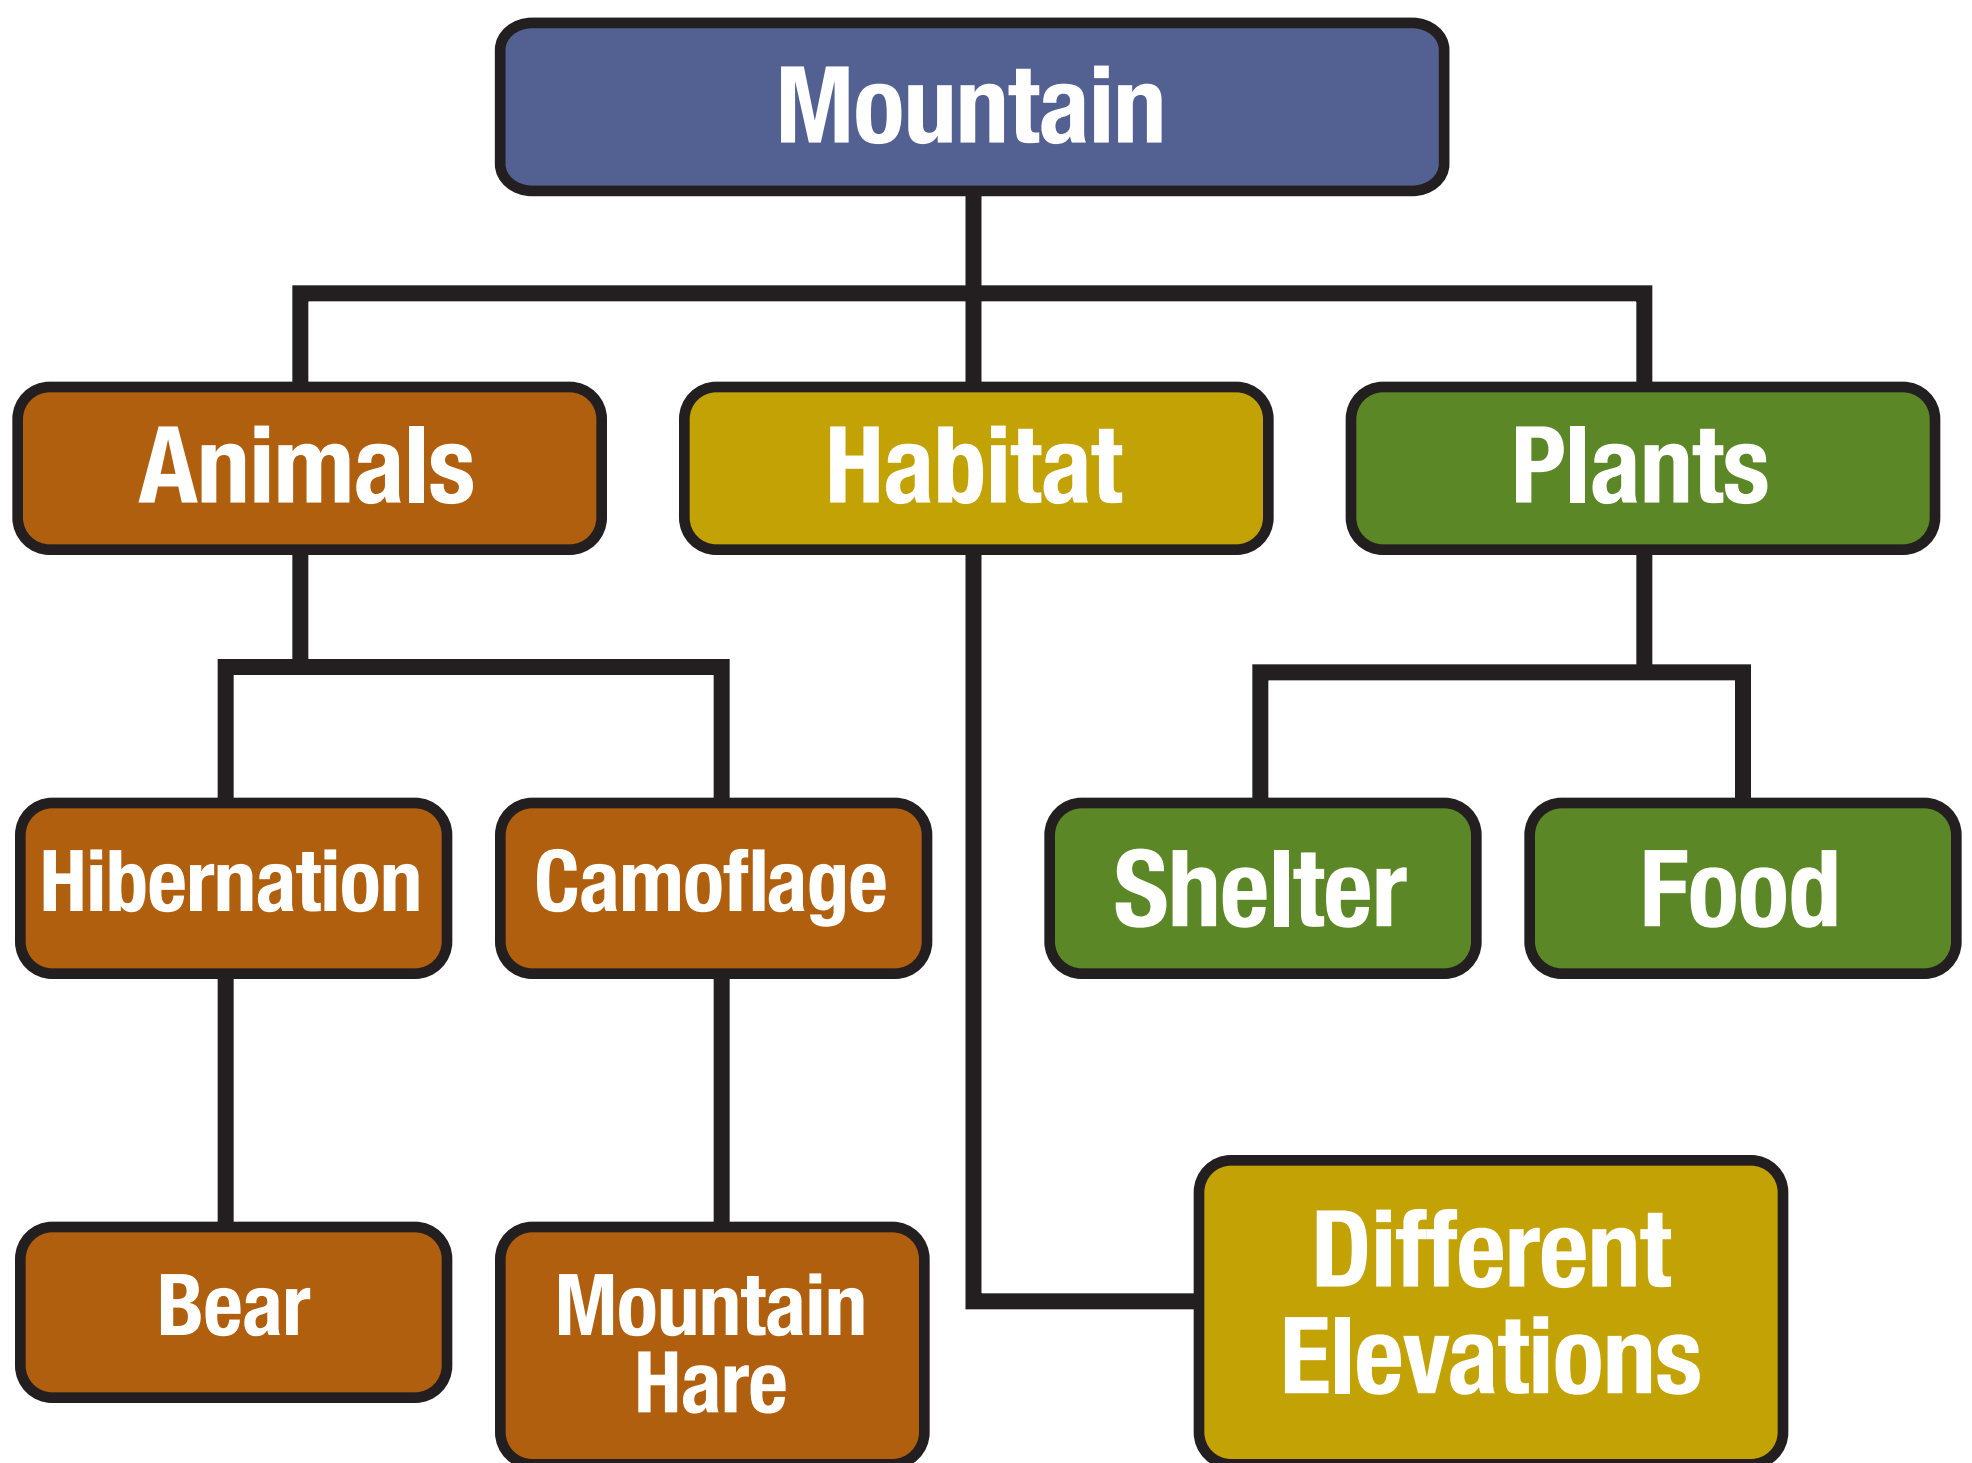 Mountain
Animals
Habitat
Plants
Hibernation
Camoflage
Shelter
Food
Bear
Mountain
Hare
Different
Elevations